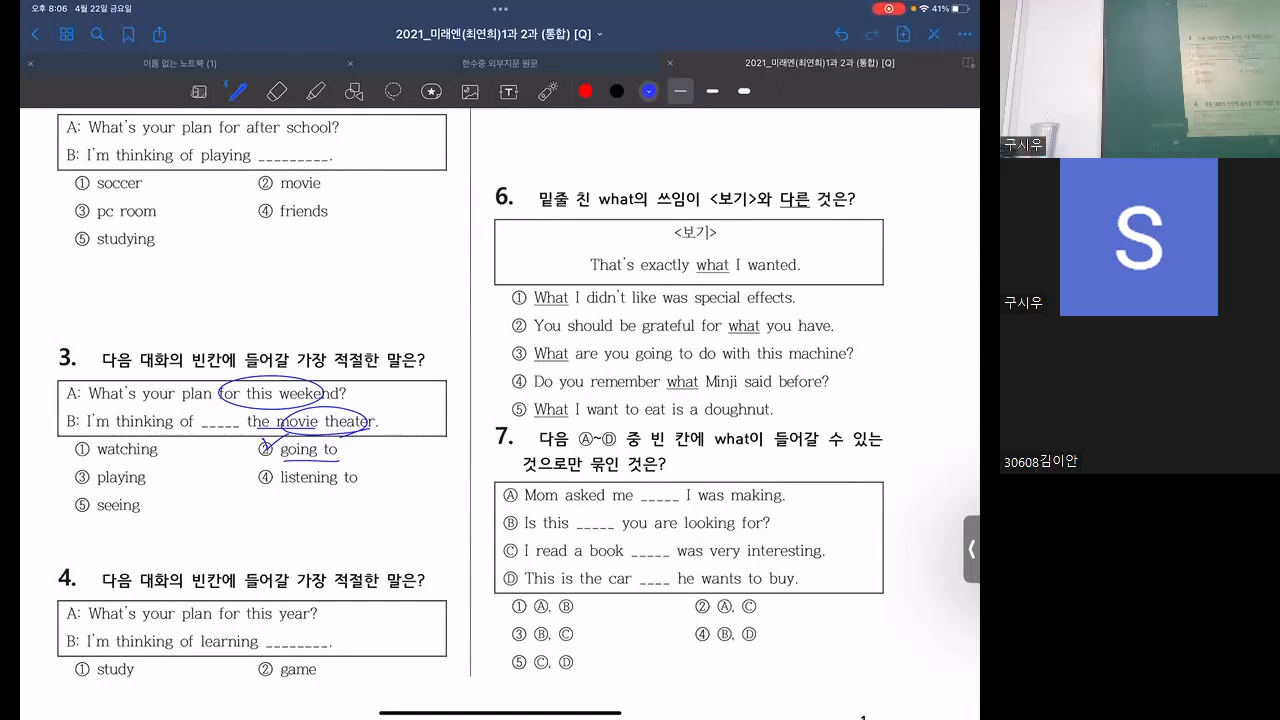 오후 8:06 4월 22일 금요일
41%
2021_미래엔(최연희)1과 2과 (통합) [Q]
이름 없는 노트북 (1)
한수중 외부지문 원문
2021_미래엔(최연희)1과 2과 (통합) [Q]
A: What's your plan for after school?
B: I'm thinking of playing _________.
① soccer ② movie
③ pc room ④ friends
⑤ studying
3. 다음 대화의 빈칸에 들어갈 가장 적절한 말은?
A: What's your plan for this weekend?
B: I'm thinking of _____ the movie theater.
① watching ② going to
③ playing ④ listening to
⑤ seeing
4. 다음 대화의 빈칸에 들어갈 가장 적절한 말은?
A: What's your plan for this year?
B: I'm thinking of learning ________.
① study ② game
6. 밑줄 친 what의 쓰임이 <보기>와 다른 것은?
<보기>
That's exactly what I wanted.
① What I didn't like was special effects.
② You should be grateful for what you have.
③ What are you going to do with this machine?
④ Do you remember what Minji said before?
⑤ What I want to eat is a doughnut.
7. 다음 Ⓐ~Ⓓ 중 빈 칸에 what이 들어갈 수 있는
것으로만 묶인 것은?
Ⓐ Mom asked me _____ I was making.
Ⓑ Is this _____ you are looking for?
Ⓒ I read a book _____ was very interesting.
Ⓓ This is the car ____ he wants to buy.
① Ⓐ, Ⓑ ② Ⓐ, Ⓒ
③ Ⓑ, Ⓒ ④ Ⓑ, Ⓓ
⑤ Ⓒ, Ⓓ
구시우
S
구시우
30608김이안